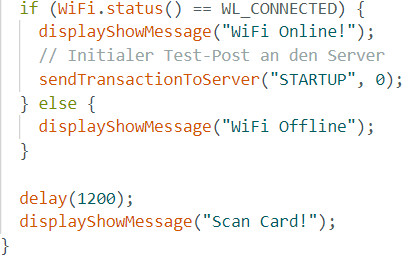 if (WiFi.status() == WL_CONNECTED) {
displayShowMessage("WiFi Online!");
// Initialer Test-Post an den Server
sendTransactionToServer("STARTUP", 0);
} else {
displayShowMessage("WiFi Offline");
}
delay(1200);
displayShowMessage("Scan Card!");
}